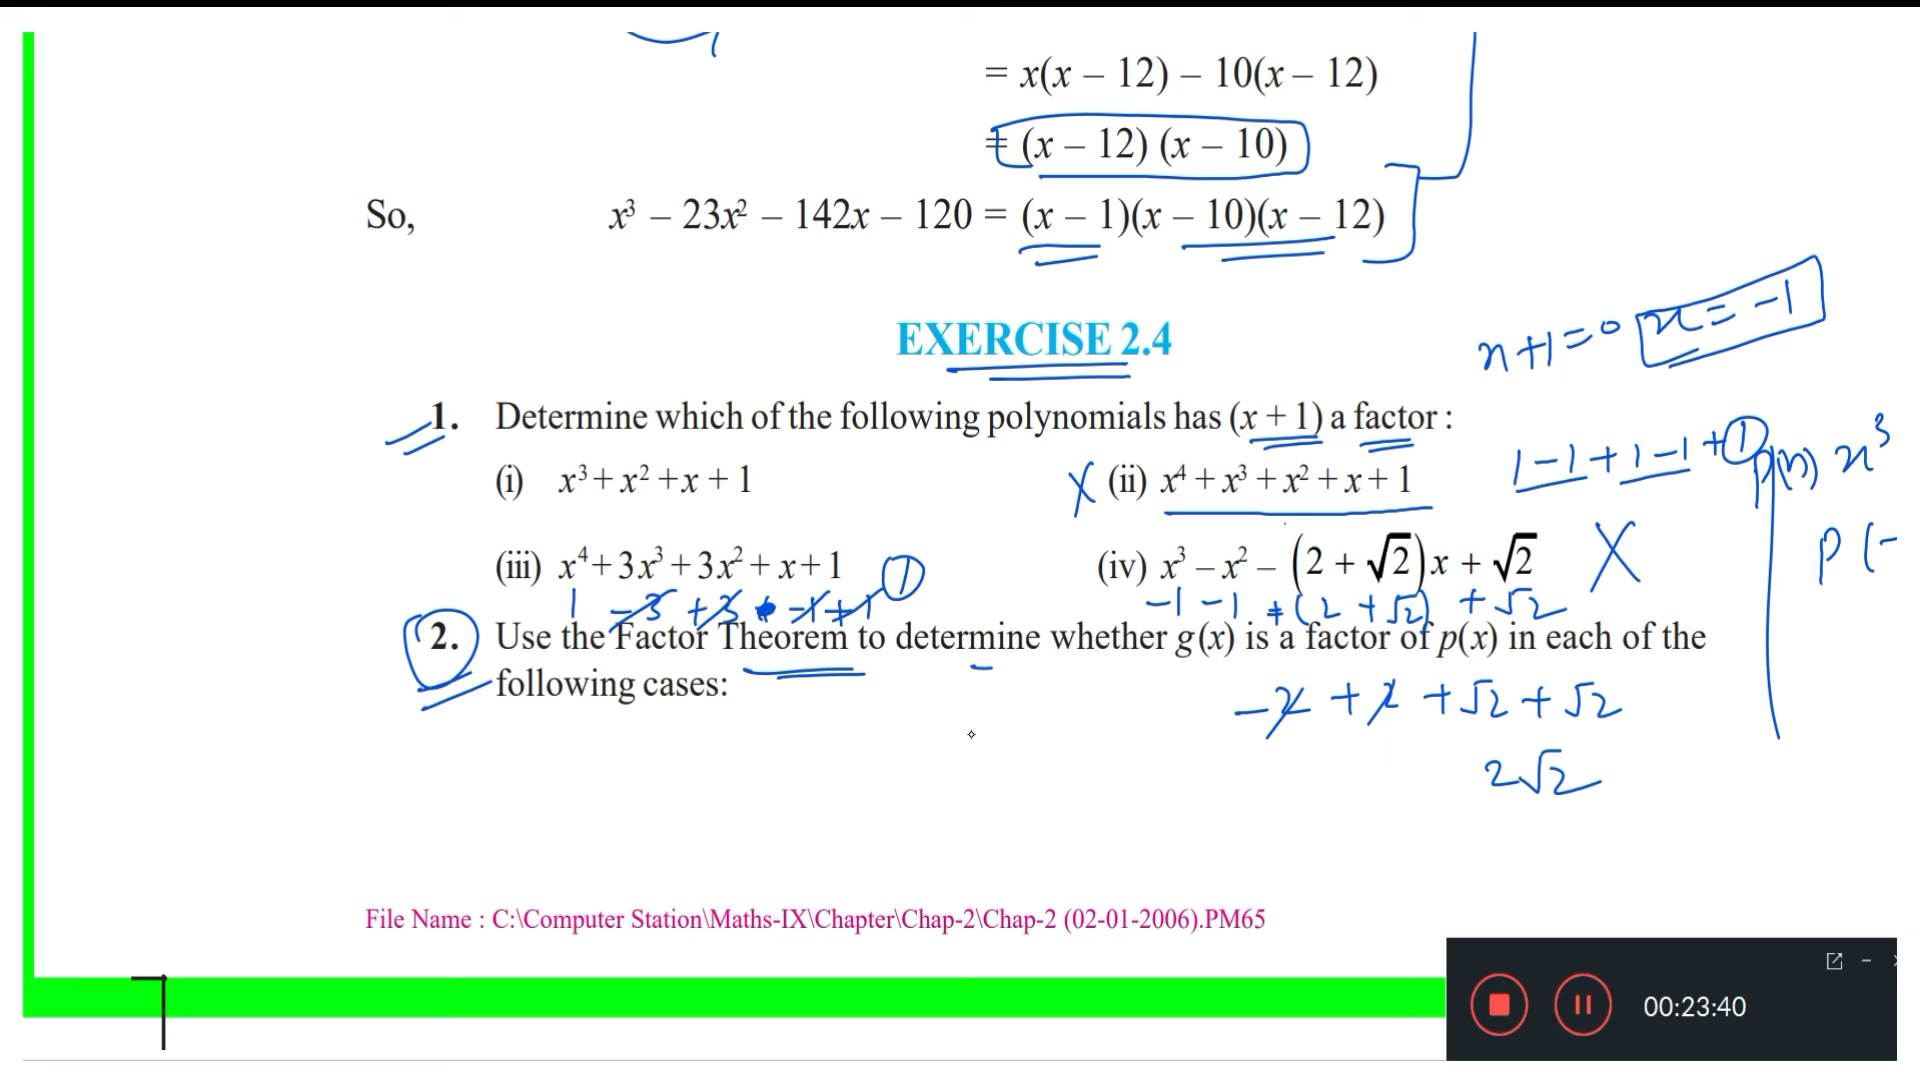 = x(x – 12) – 10(x – 12)
= (x – 12) (x – 10)
So, x³ – 23x² – 142x – 120 = (x – 1)(x – 10)(x – 12)
EXERCISE 2.4
x+1=0 x = -1
1. Determine which of the following polynomials has (x + 1) a factor :
1-1+1-1+1
p(x) x³
(i) x³ + x² + x + 1
X (ii) x⁴ + x³ + x² + x + 1
p(-
(iii) x⁴ + 3x³ + 3x² + x + 1 1
(iv) x³ – x² – (2 + √2)x + √2 X
1 -3 +3 -1+1
-1 -1 + (2 + √2) + √2
2. Use the Factor Theorem to determine whether g(x) is a factor of p(x) in each of the
following cases:
-2 + 2 + √2 + √2
2√2
File Name : C:\Computer Station\Maths-IX\Chapter\Chap-2\Chap-2 (02-01-2006).PM65
00:23:40